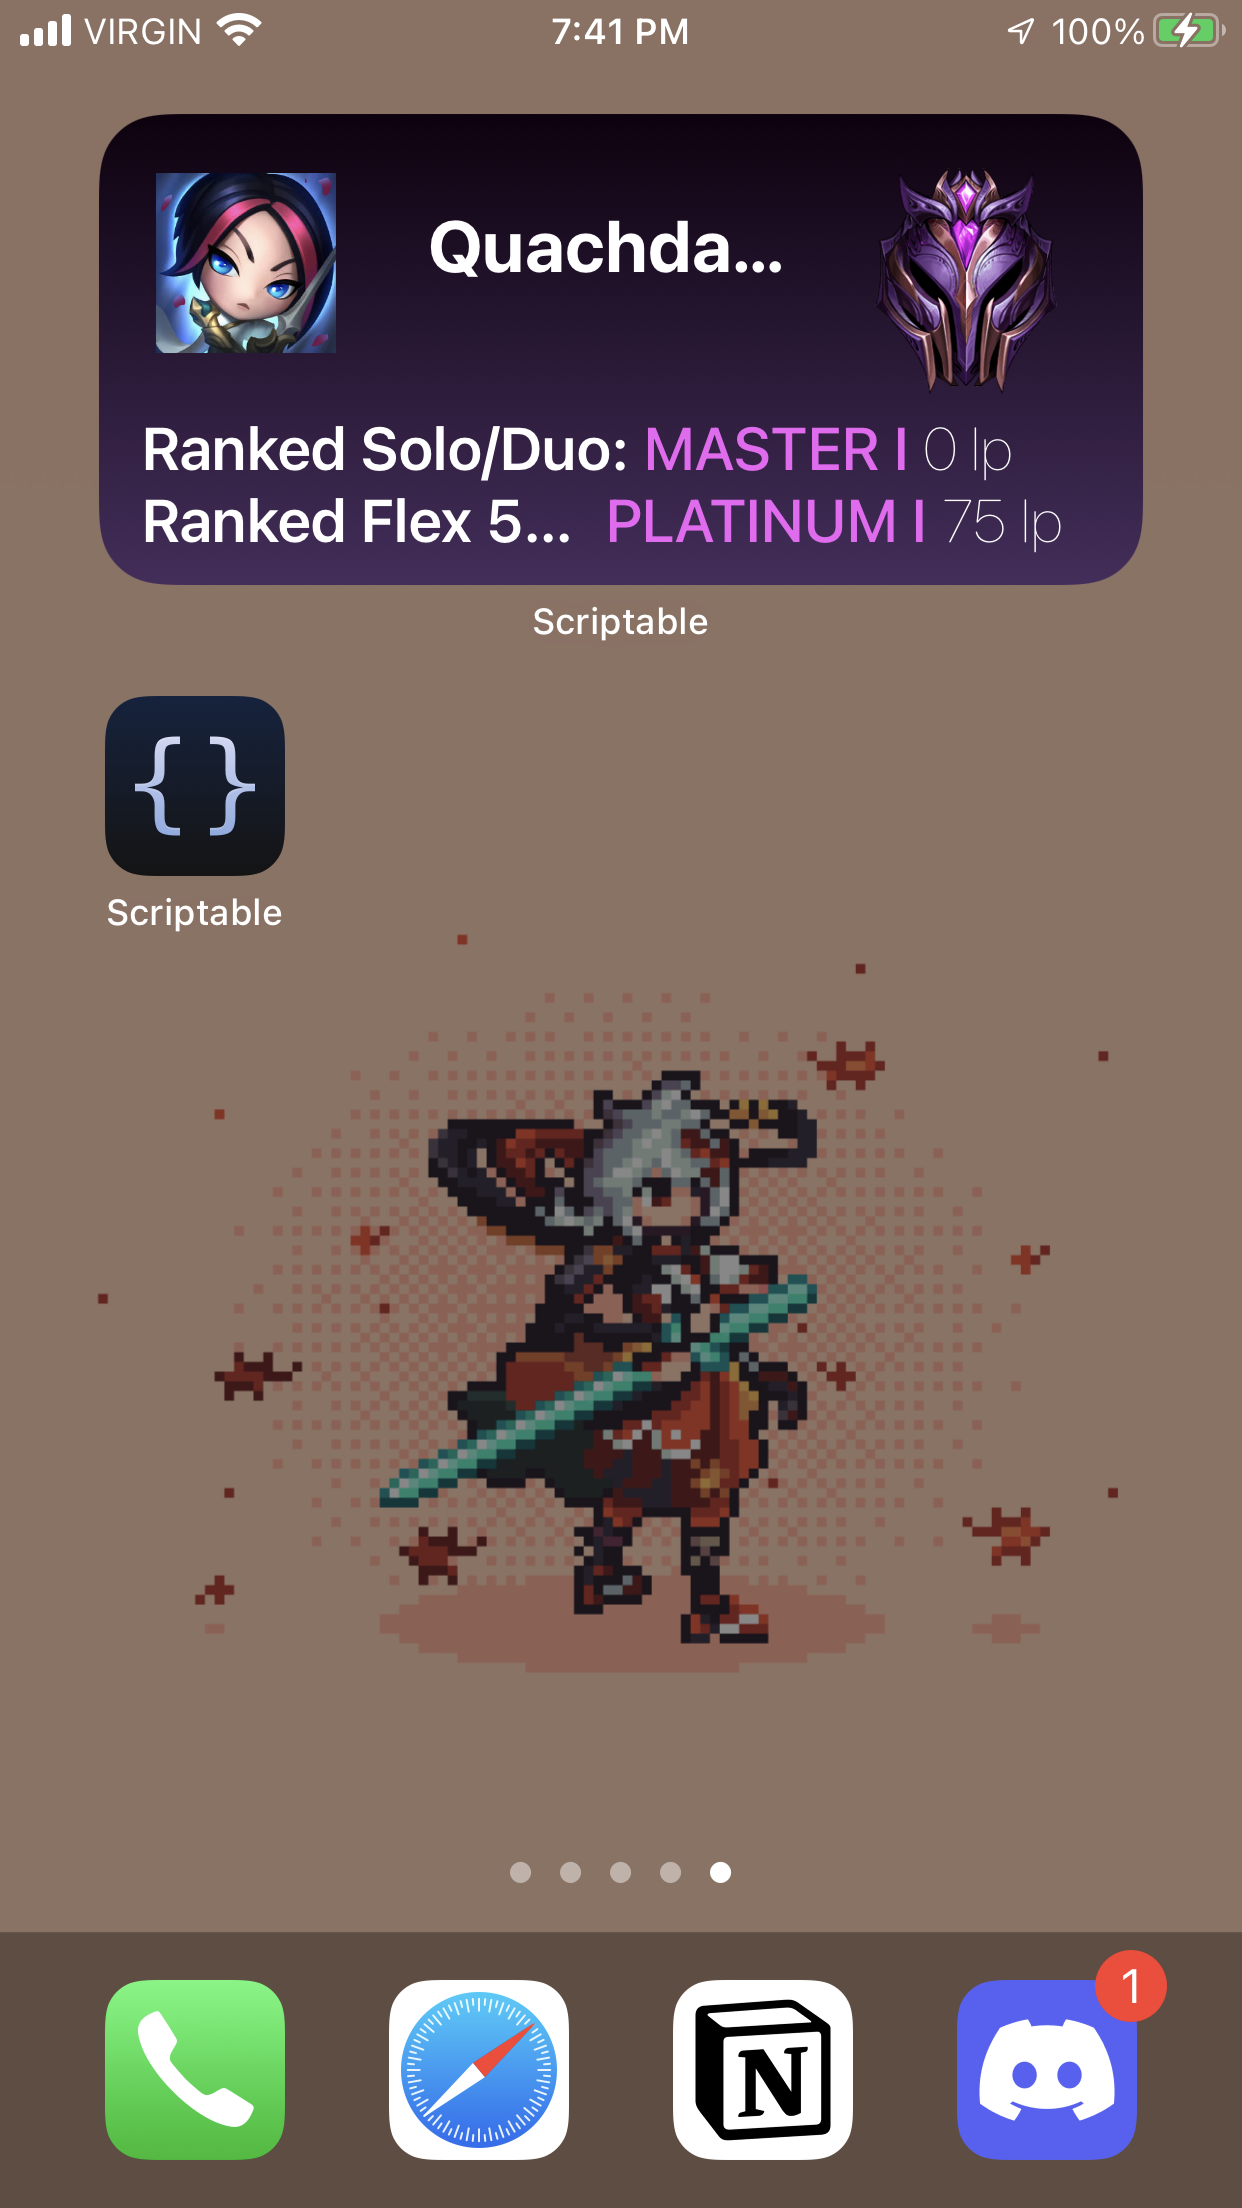 VIRGIN 7:41 PM 100%
Quachda...
Ranked Solo/Duo: MASTER I 0 lp
Ranked Flex 5... PLATINUM I 75 lp
Scriptable
{}
Scriptable
1
N